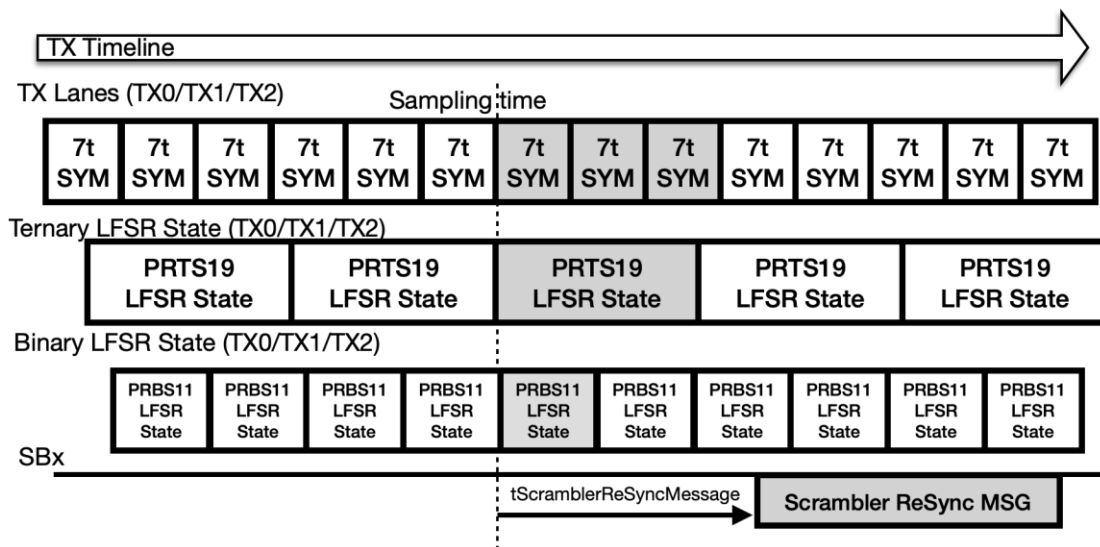 TX Timeline
TX Lanes (TX0/TX1/TX2)
Sampling time
7t 7t 7t 7t 7t 7t 7t 7t 7t 7t 7t 7t 7t 7t
SYM SYM SYM SYM SYM SYM SYM SYM SYM SYM SYM SYM SYM SYM
Ternary LFSR State (TX0/TX1/TX2)
PRTS19 PRTS19 PRTS19 PRTS19 PRTS19
LFSR State LFSR State LFSR State LFSR State LFSR State
Binary LFSR State (TX0/TX1/TX2)
PRBS11 PRBS11 PRBS11 PRBS11 PRBS11 PRBS11 PRBS11 PRBS11 PRBS11 PRBS11
LFSR LFSR LFSR LFSR LFSR LFSR LFSR LFSR LFSR LFSR
State State State State State State State State State State
SBx
tScramblerReSyncMessage
Scrambler ReSync MSG